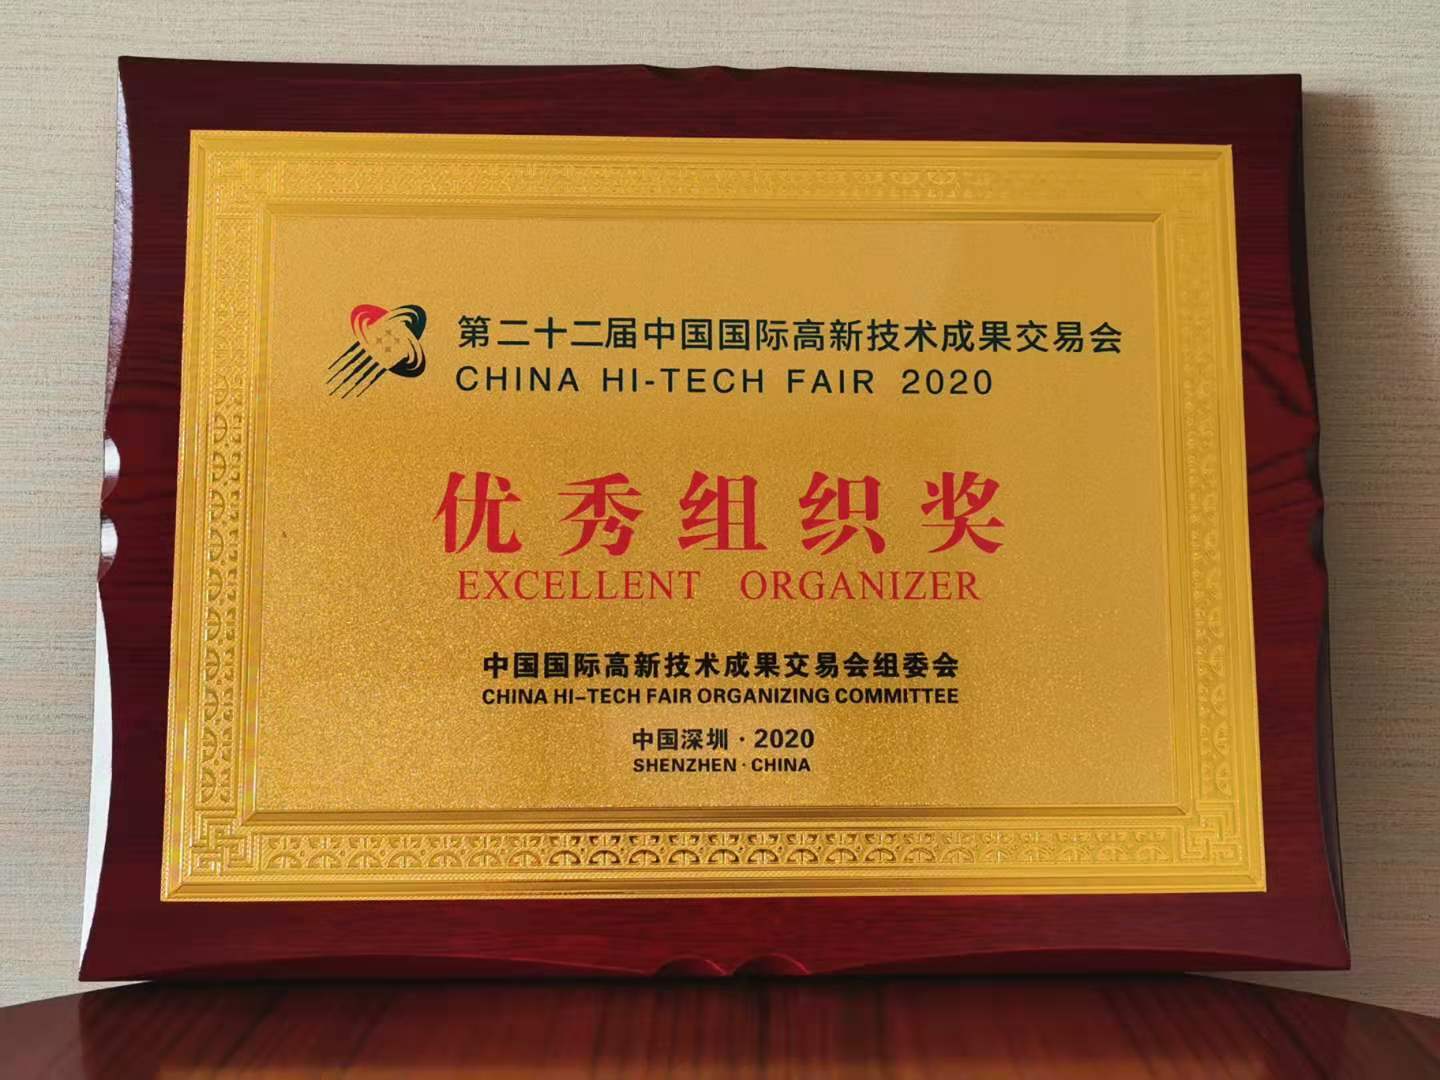 第二十二届中国国际高新技术成果交易会
CHINA HI-TECH FAIR 2020
优秀组织奖
EXCELLENT ORGANIZER
中国国际高新技术成果交易会组委会
CHINA HI-TECH FAIR ORGANIZING COMMITTEE
中国深圳·2020
SHENZHEN·CHINA